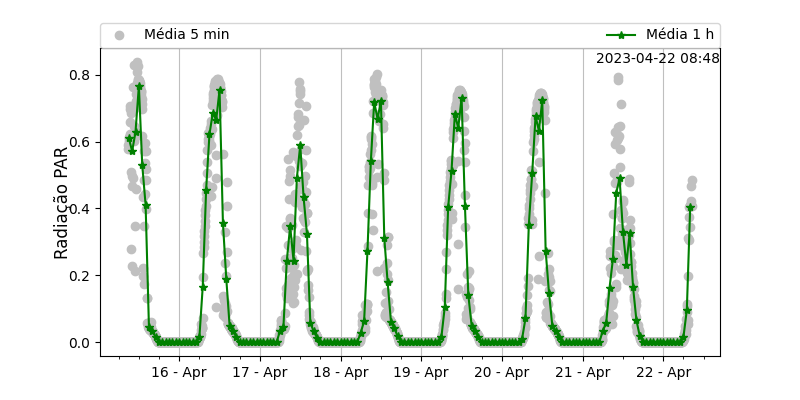 Média 5 min
Média 1 h
2023-04-22 08:48
Radiação PAR
0.8
0.6
0.4
0.2
0.0
16 - Apr
17 - Apr
18 - Apr
19 - Apr
20 - Apr
21 - Apr
22 - Apr